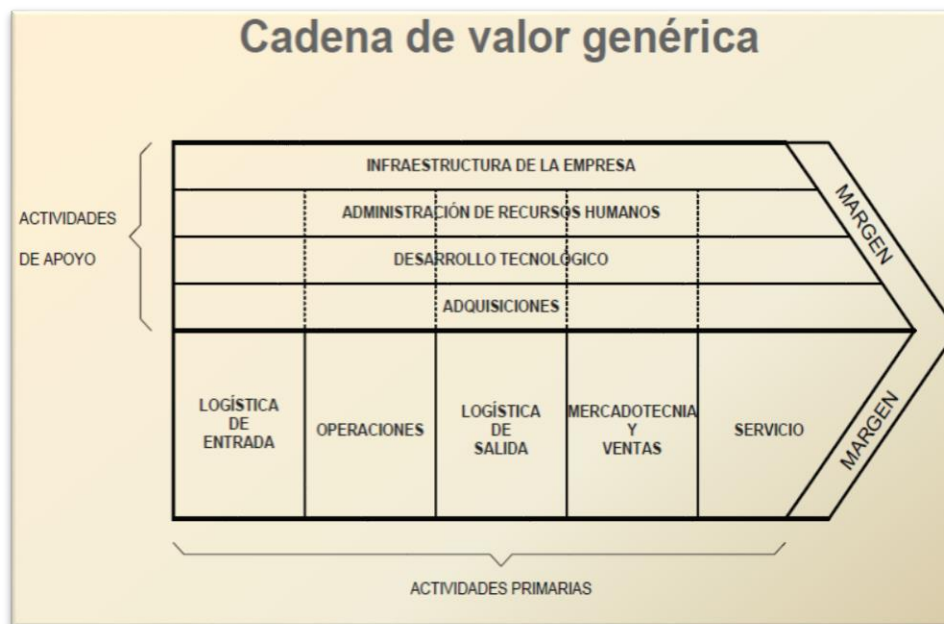 Cadena de valor genérica
INFRAESTRUCTURA DE LA EMPRESA
ADMINISTRACIÓN DE RECURSOS HUMANOS
DESARROLLO TECNOLÓGICO
ADQUISICIONES
ACTIVIDADES
DE APOYO
MARGEN
LOGÍSTICA
DE
ENTRADA
OPERACIONES
LOGÍSTICA
DE
SALIDA
MERCADOTECNIA
Y
VENTAS
SERVICIO
MARGEN
ACTIVIDADES PRIMARIAS